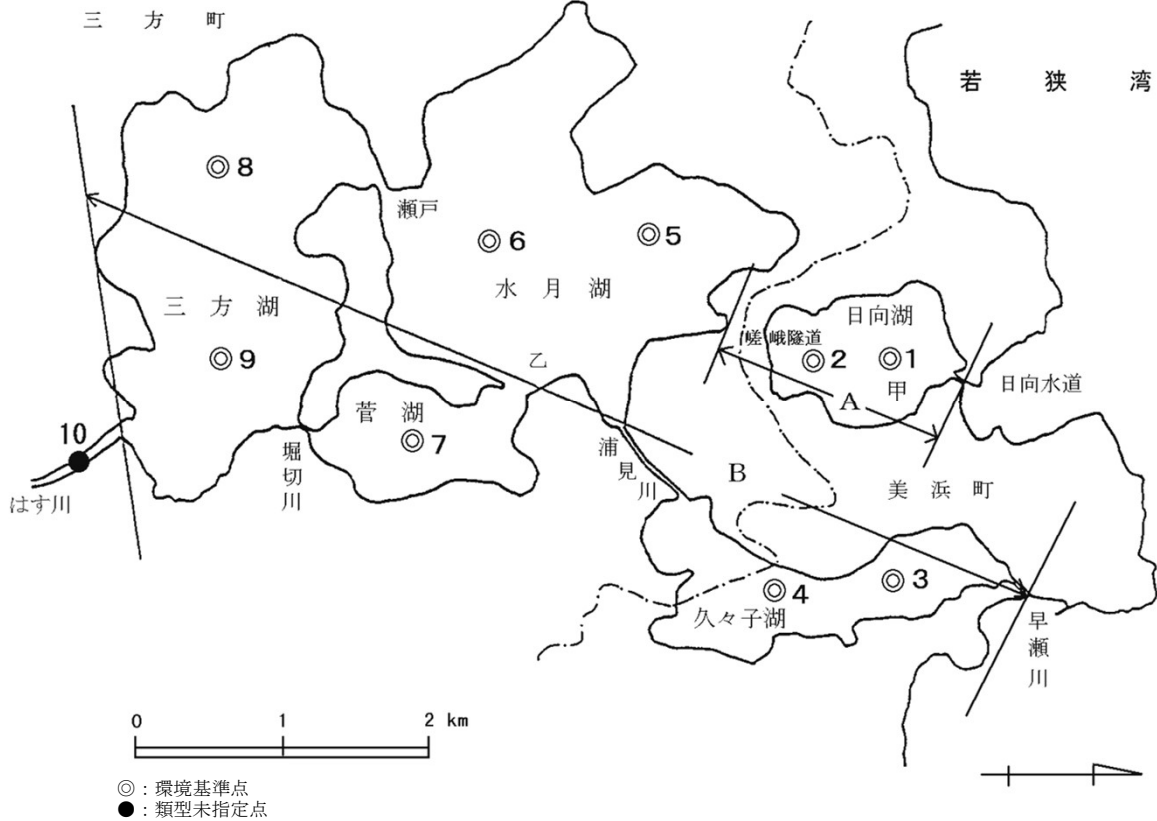 三方町
若狭湾
8
瀬戸
6
5
水月湖
三方湖
9
日向湖
嵯峨隧道
2
1
甲
A
日向水道
乙
菅湖
7
10
はす川
堀切川
浦見川
B
美浜町
3
4
久々子湖
早瀬川
0 1 2 km
◎：環境基準点
●：類型未指定点